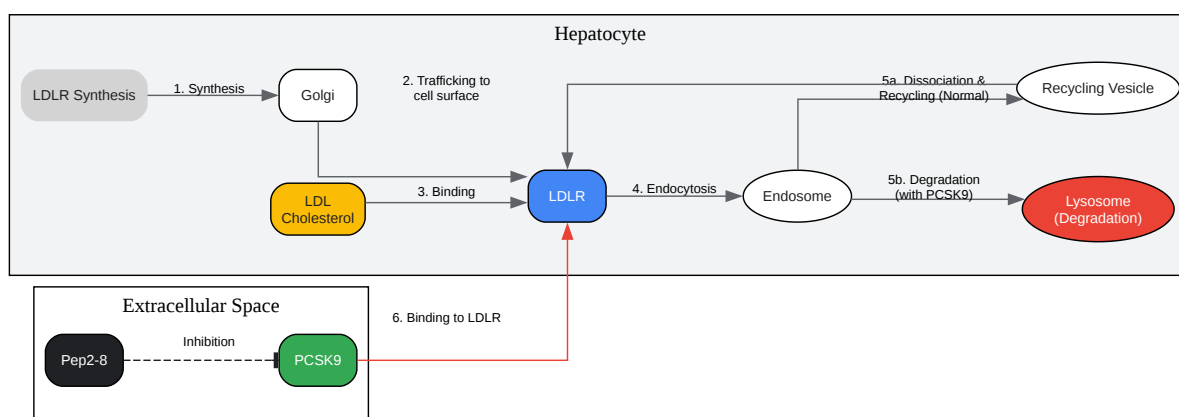 Hepatocyte
LDLR Synthesis
1. Synthesis
Golgi
2. Trafficking to
cell surface
5a. Dissociation &
Recycling (Normal)
Recycling Vesicle
LDL
Cholesterol
3. Binding
LDLR
4. Endocytosis
Endosome
5b. Degradation
(with PCSK9)
Lysosome
(Degradation)
Extracellular Space
Pep2-8
Inhibition
PCSK9
6. Binding to LDLR